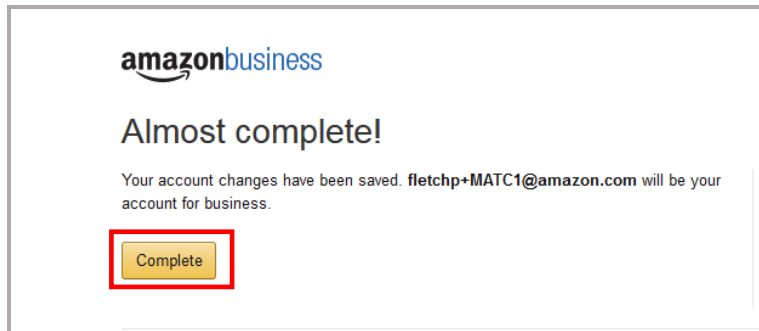 amazonbusiness
Almost complete!
Your account changes have been saved. fletchp+MATC1@amazon.com will be your
account for business.
Complete